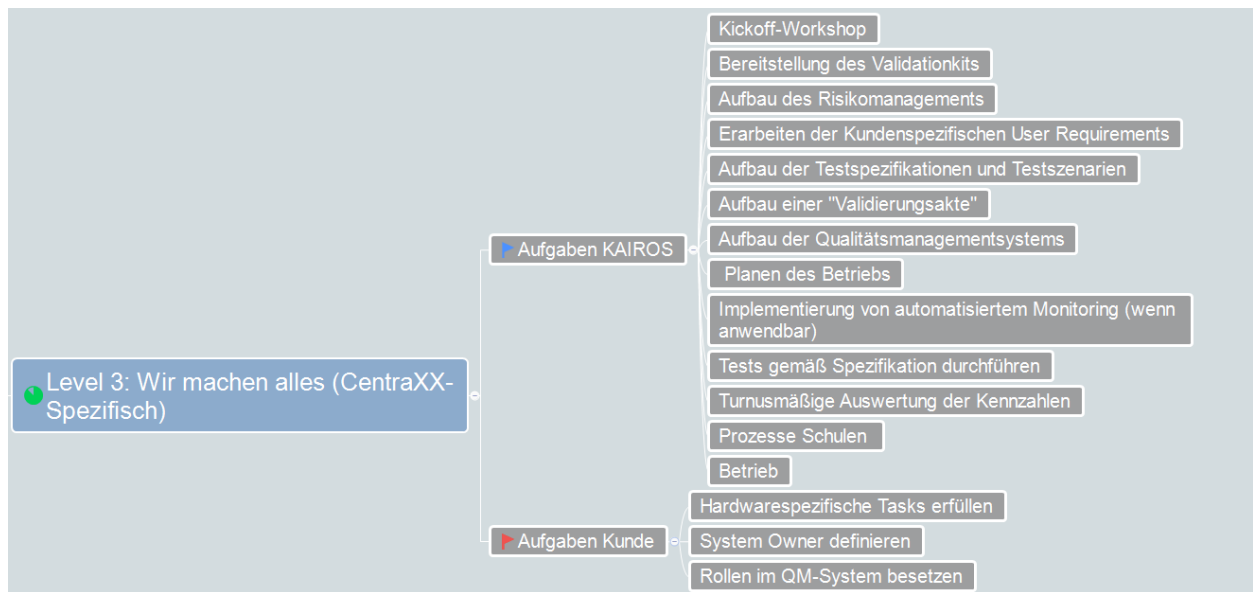 Kickoff-Workshop
Bereitstellung des Validationkits
Aufbau des Risikomanagements
Erarbeiten der Kundenspezifischen User Requirements
Aufbau der Testspezifikationen und Testszenarien
Aufbau einer "Validierungsakte"
Aufgaben KAIROS
Aufbau der Qualitätsmanagementsystems
Planen des Betriebs
Implementierung von automatisiertem Monitoring (wenn
anwendbar)
Tests gemäß Spezifikation durchführen
Level 3: Wir machen alles (CentraXX-
Spezifisch)
Turnusmäßige Auswertung der Kennzahlen
Prozesse Schulen
Betrieb
Hardwarespezifische Tasks erfüllen
Aufgaben Kunde
System Owner definieren
Rollen im QM-System besetzen